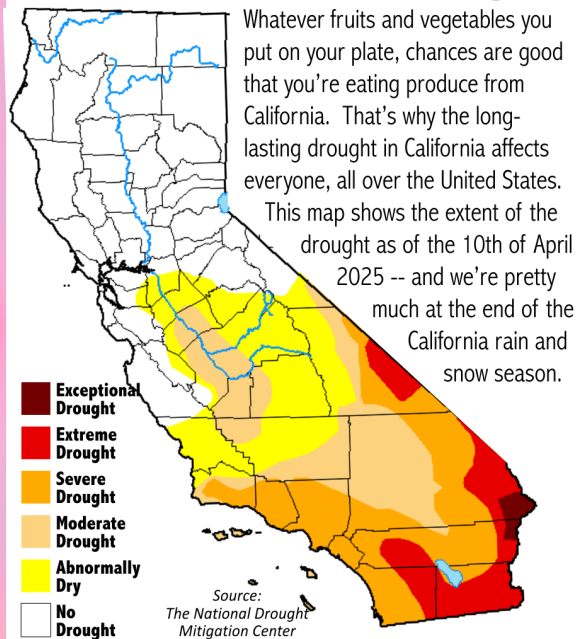 Whatever fruits and vegetables you
put on your plate, chances are good
that you're eating produce from
California. That's why the long-
lasting drought in California affects
everyone, all over the United States.
This map shows the extent of the
drought as of the 10th of April
2025 -- and we're pretty
much at the end of the
California rain and
snow season.
Exceptional
Drought
Extreme
Drought
Severe
Drought
Moderate
Drought
Abnormally
Dry
No
Drought
Source:
The National Drought
Mitigation Center